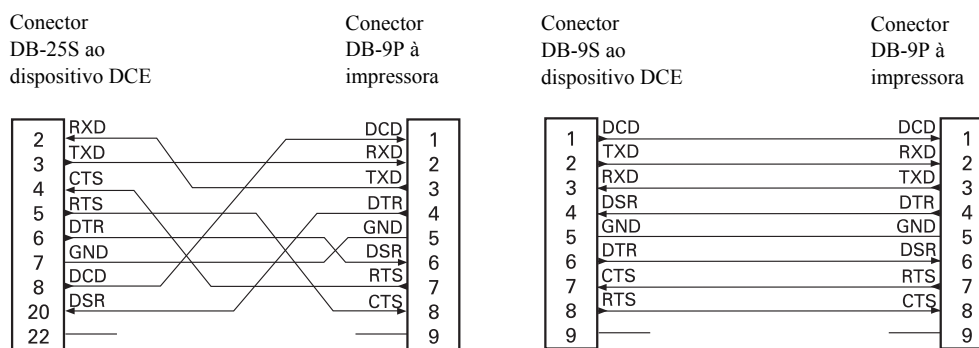 Conector
DB-25S ao
dispositivo DCE
Conector
DB-9P à
impressora
2 RXD DCD 1
3 TXD RXD 2
4 CTS TXD 3
5 RTS DTR 4
6 DTR GND 5
7 GND DSR 6
8 DCD RTS 7
20 DSR CTS 8
22 9
Conector
DB-9S ao
dispositivo DCE
Conector
DB-9P à
impressora
1 DCD DCD 1
2 TXD RXD 2
3 RXD TXD 3
4 DSR DTR 4
5 GND GND 5
6 DTR DSR 6
7 CTS RTS 7
8 RTS CTS 8
9 9